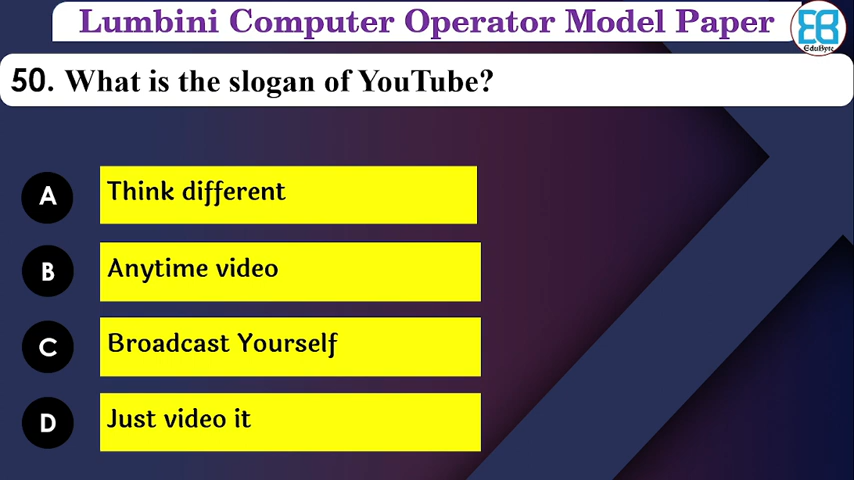 Lumbini Computer Operator Model Paper
EduByte
50. What is the slogan of YouTube?
A Think different
B Anytime video
C Broadcast Yourself
D Just video it